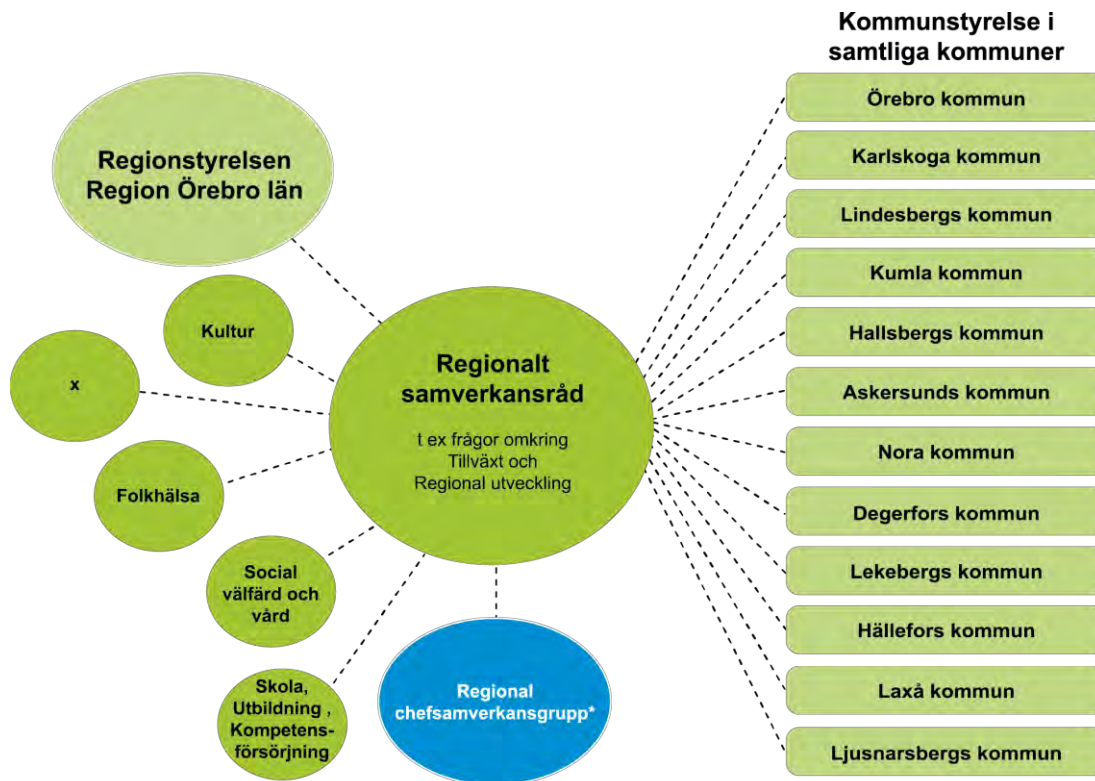 Kommunstyrelse i
samtliga kommuner
Regionstyrelsen
Region Örebro län
Kultur
x
Folkhälsa
Social
välfärd och
vård
Skola,
Utbildning ,
Kompetens-
försörjning
Regionalt
samverkansråd
t ex frågor omkring
Tillväxt och
Regional utveckling
Regional
chefsamverkansgrupp*
Örebro kommun
Karlskoga kommun
Lindesbergs kommun
Kumla kommun
Hallsbergs kommun
Askersunds kommun
Nora kommun
Degerfors kommun
Lekebergs kommun
Hällefors kommun
Laxå kommun
Ljusnarsbergs kommun